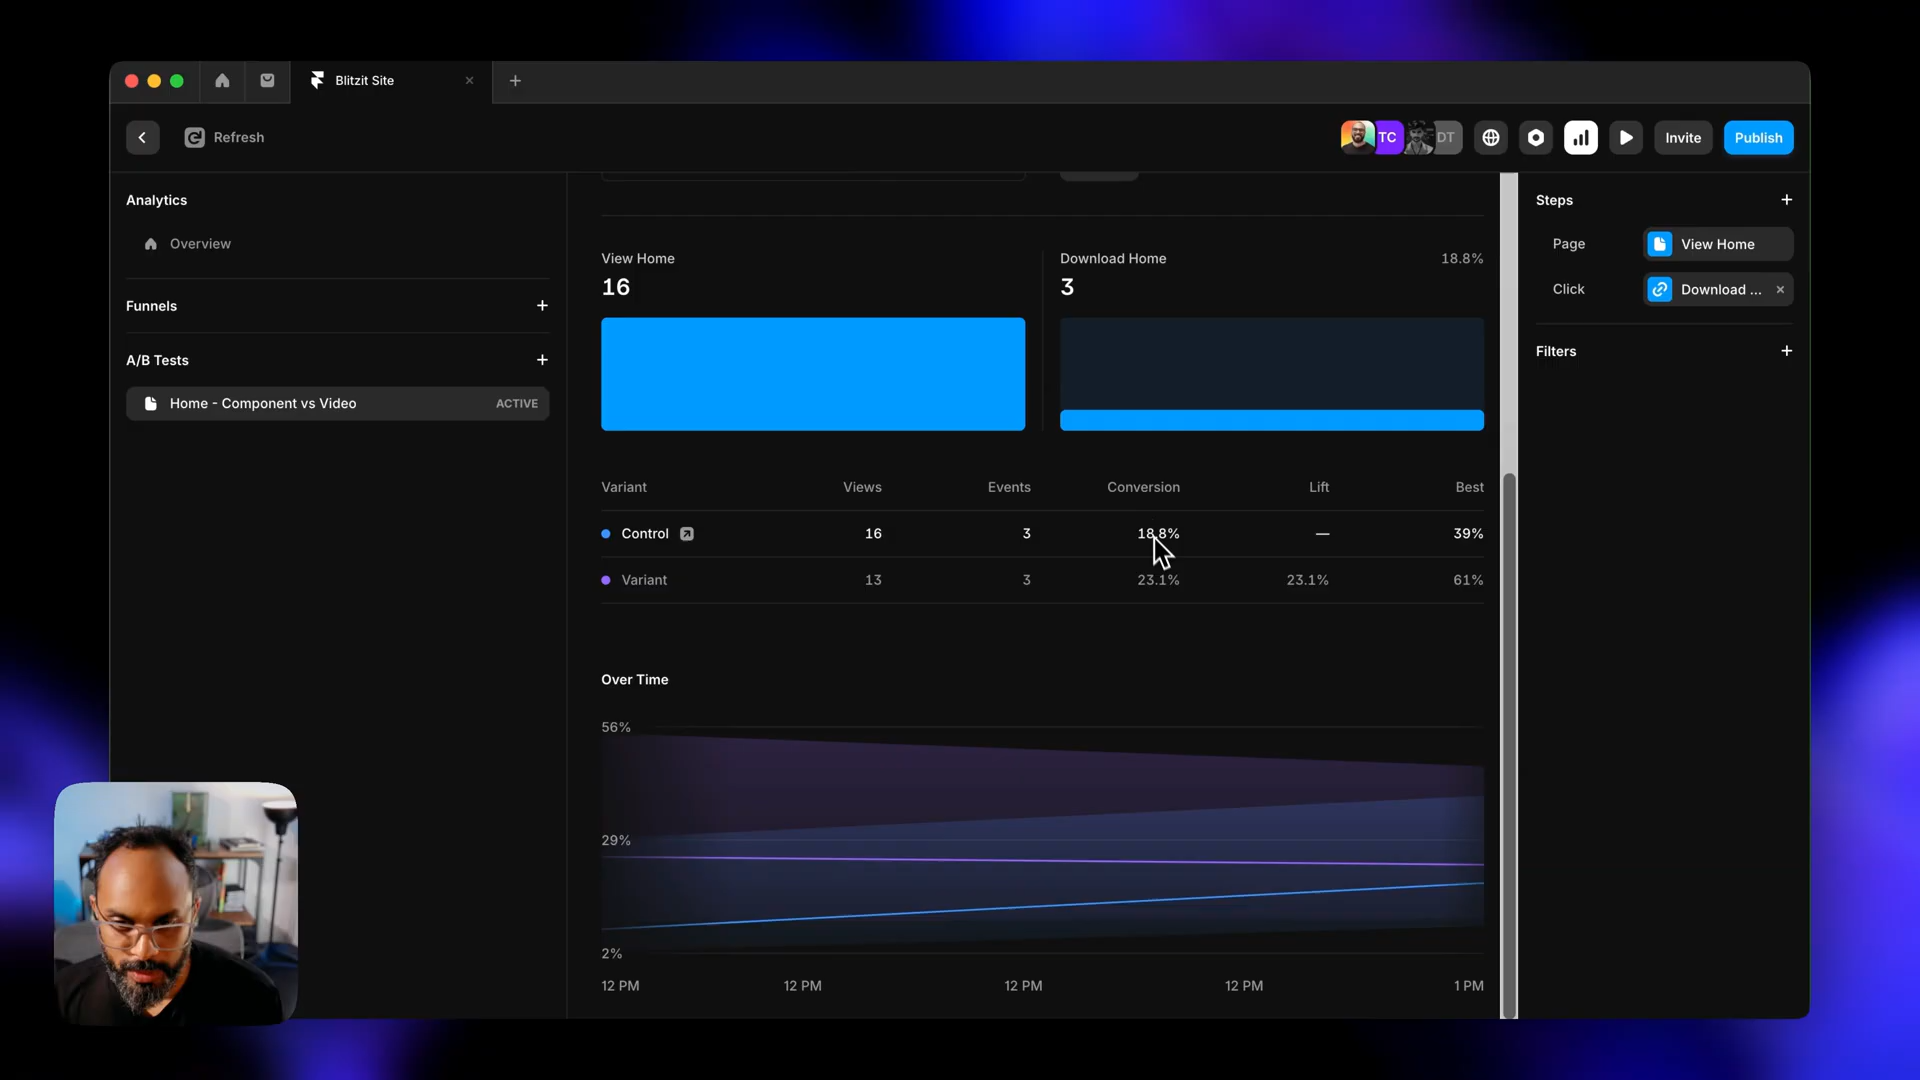 Blitzit Site
Refresh
TC
DT
Invite
Publish
Analytics
Overview
Funnels
A/B Tests
Home - Component vs Video ACTIVE
View Home
16
Download Home 18.8%
3
Variant Views Events Conversion Lift Best
Control 16 3 18.8% — 39%
Variant 13 3 23.1% 23.1% 61%
Over Time
56%
29%
2%
12 PM 12 PM 12 PM 12 PM 1 PM
Steps
Page View Home
Click Download ...
Filters